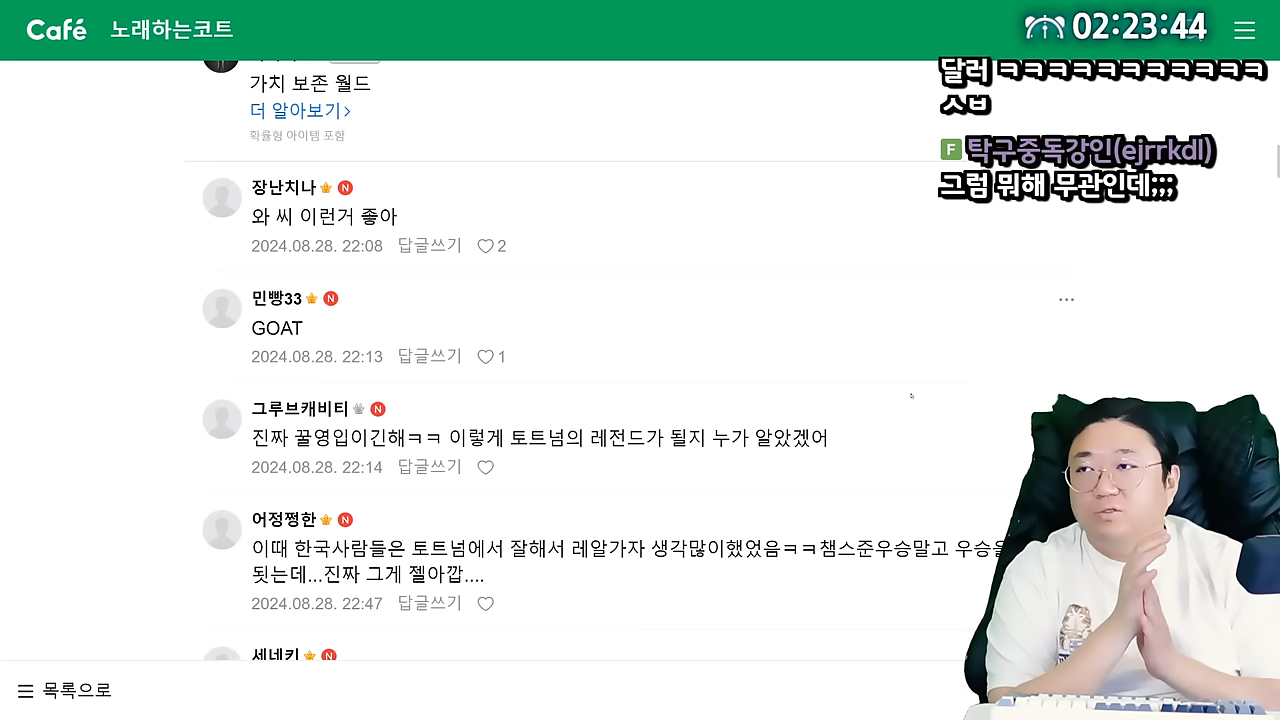 Café 노래하는코트
02:23:44
달러 ㅋㅋㅋㅋㅋㅋㅋㅋㅋㅋㅋ
ㅅㅂ
F 탁구중독강인(ejrrkdl)
그럼 뭐해 무관인데;;;
가치 보존 월드
더 알아보기
확률형 아이템 포함
장난치나 N
와 씨 이런거 좋아
2024.08.28. 22:08 답글쓰기 2
민빵33 N
GOAT
2024.08.28. 22:13 답글쓰기 1
그루브캐비티 N
진짜 꿀영입이긴해ㅋㅋ 이렇게 토트넘의 레전드가 될지 누가 알았겠어
2024.08.28. 22:14 답글쓰기
어정쩡한 N
이때 한국사람들은 토트넘에서 잘해서 레알가자 생각많이했었음ㅋㅋ챔스준우승말고 우승을
됫는데...진짜 그게 젤아깝....
2024.08.28. 22:47 답글쓰기
세네키 N
목록으로